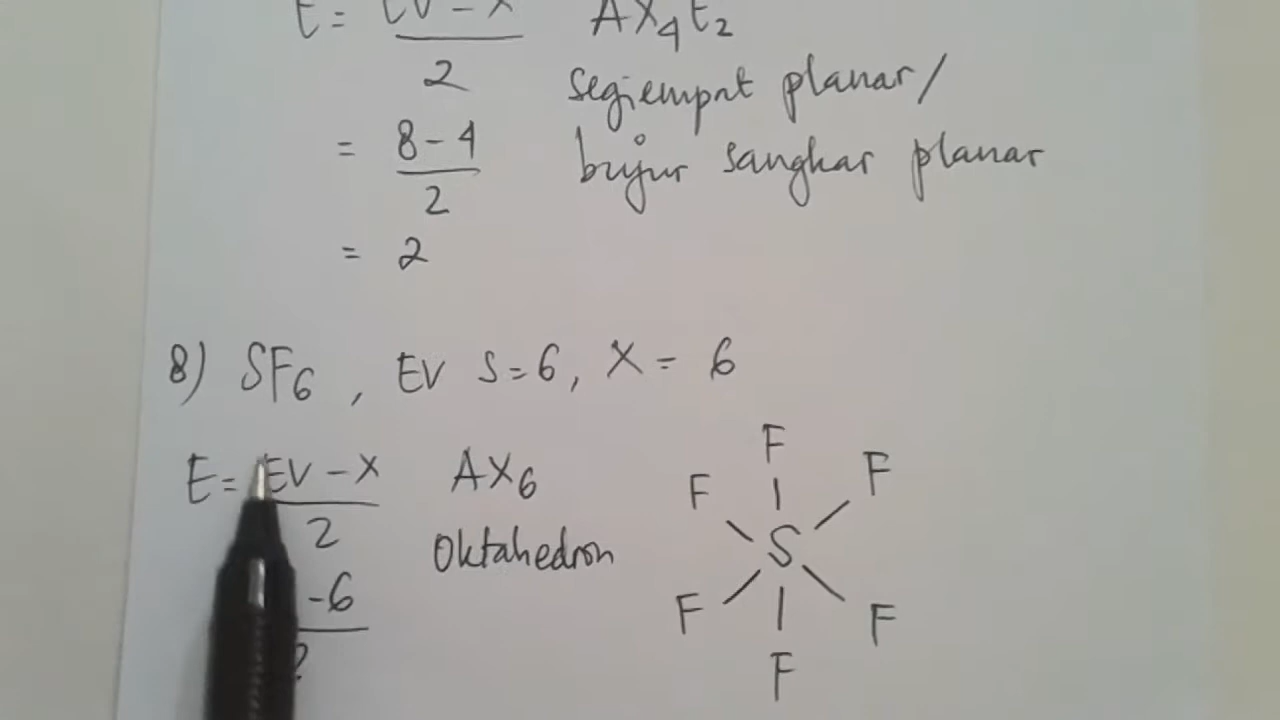 E = EV - X AX4E2
2 segiempat planar/
= 8 - 4 bujur sangkar planar
2
= 2
8) SF6 , EV S = 6, X = 6
E = EV - X AX6
2 Oktahedron
- 6
2
F
F F
S
F F
F